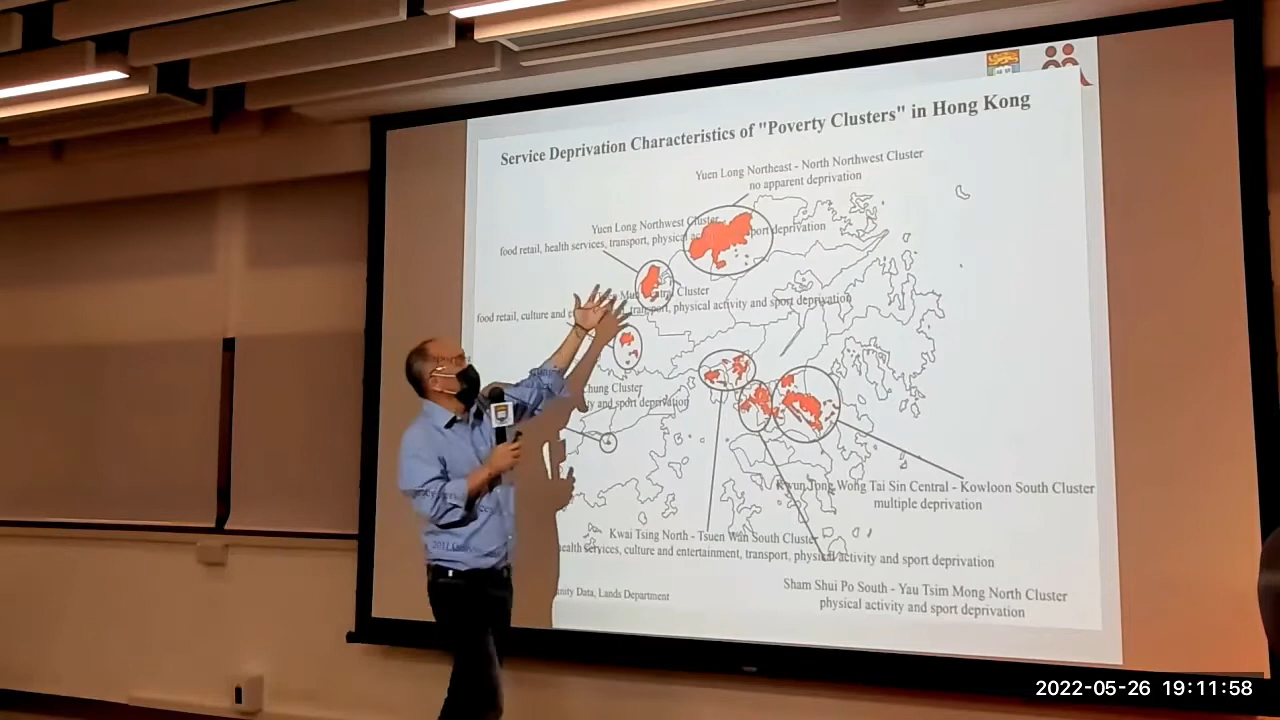 Service Deprivation Characteristics of "Poverty Clusters" in Hong Kong
Yuen Long Northeast - North Northwest Cluster
no apparent deprivation
Yuen Long Northwest Cluster
food retail, health services, transport, physical sport deprivation
Cluster
food retail, culture and transport, physical activity and sport deprivation
Chung Cluster
and sport deprivation
Kwun Tong Wong Tai Sin Central - Kowloon South Cluster
multiple deprivation
Kwai Tsing North - Tsuen Wan South Cluster
health services, culture and entertainment, transport, physical activity and sport deprivation
Sham Shui Po South - Yau Tsim Mong North Cluster
physical activity and sport deprivation
Data, Lands Department
2022-05-26 19:11:58